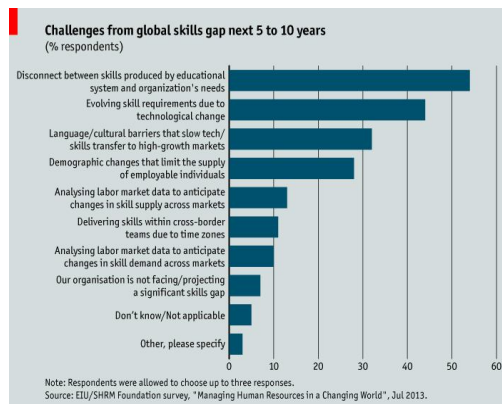 Challenges from global skills gap next 5 to 10 years
(% respondents)
Disconnect between skills produced by educational
system and organization's needs
Evolving skill requirements due to
technological change
Language/cultural barriers that slow tech/
skills transfer to high-growth markets
Demographic changes that limit the supply
of employable individuals
Analysing labor market data to anticipate
changes in skill supply across markets
Delivering skills within cross-border
teams due to time zones
Analysing labor market data to anticipate
changes in skill demand across markets
Our organisation is not facing/projecting
a significant skills gap
Don't know/Not applicable
Other, please specify
0 10 20 30 40 50 60
Note: Respondents were allowed to choose up to three responses.
Source: EIU/SHRM Foundation survey, "Managing Human Resources in a Changing World", Jul 2013.